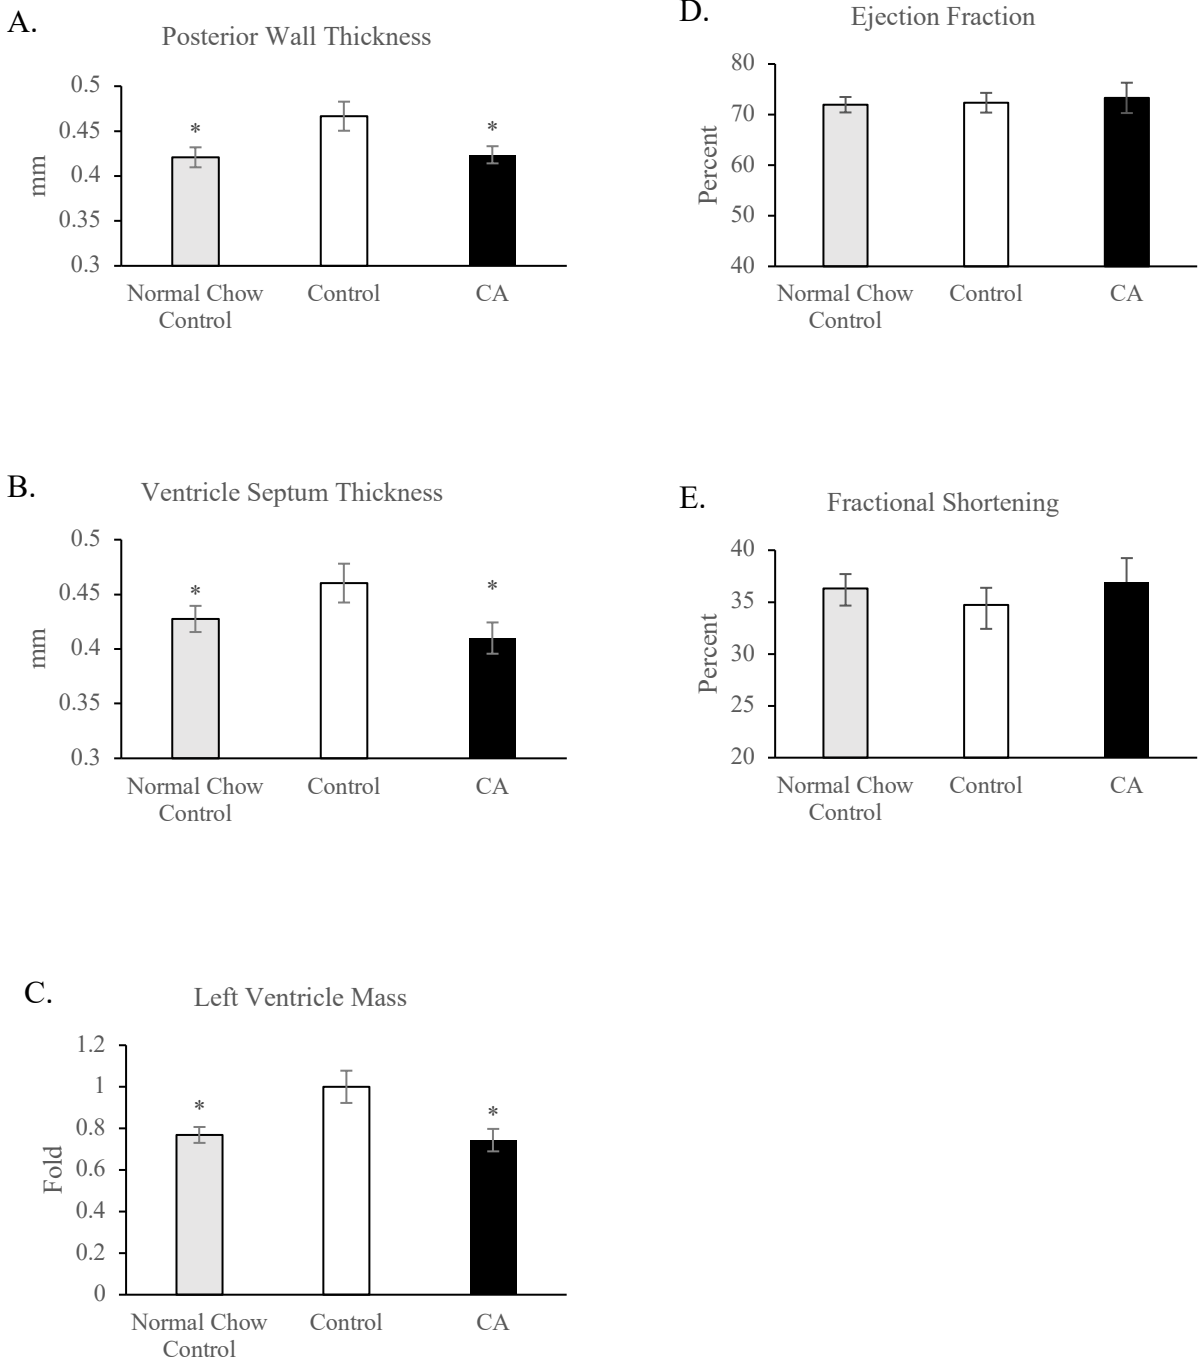 A.
Posterior Wall Thickness
0.5
0.45
0.4
0.35
0.3
mm
*
*
Normal Chow
Control
Control
CA
D.
Ejection Fraction
80
70
60
50
40
Percent
Normal Chow
Control
Control
CA
B.
Ventricle Septum Thickness
0.5
0.45
0.4
0.35
0.3
mm
*
*
Normal Chow
Control
Control
CA
E.
Fractional Shortening
40
35
30
25
20
Percent
Normal Chow
Control
Control
CA
C.
Left Ventricle Mass
1.2
1
0.8
0.6
0.4
0.2
0
Fold
*
*
Normal Chow
Control
Control
CA